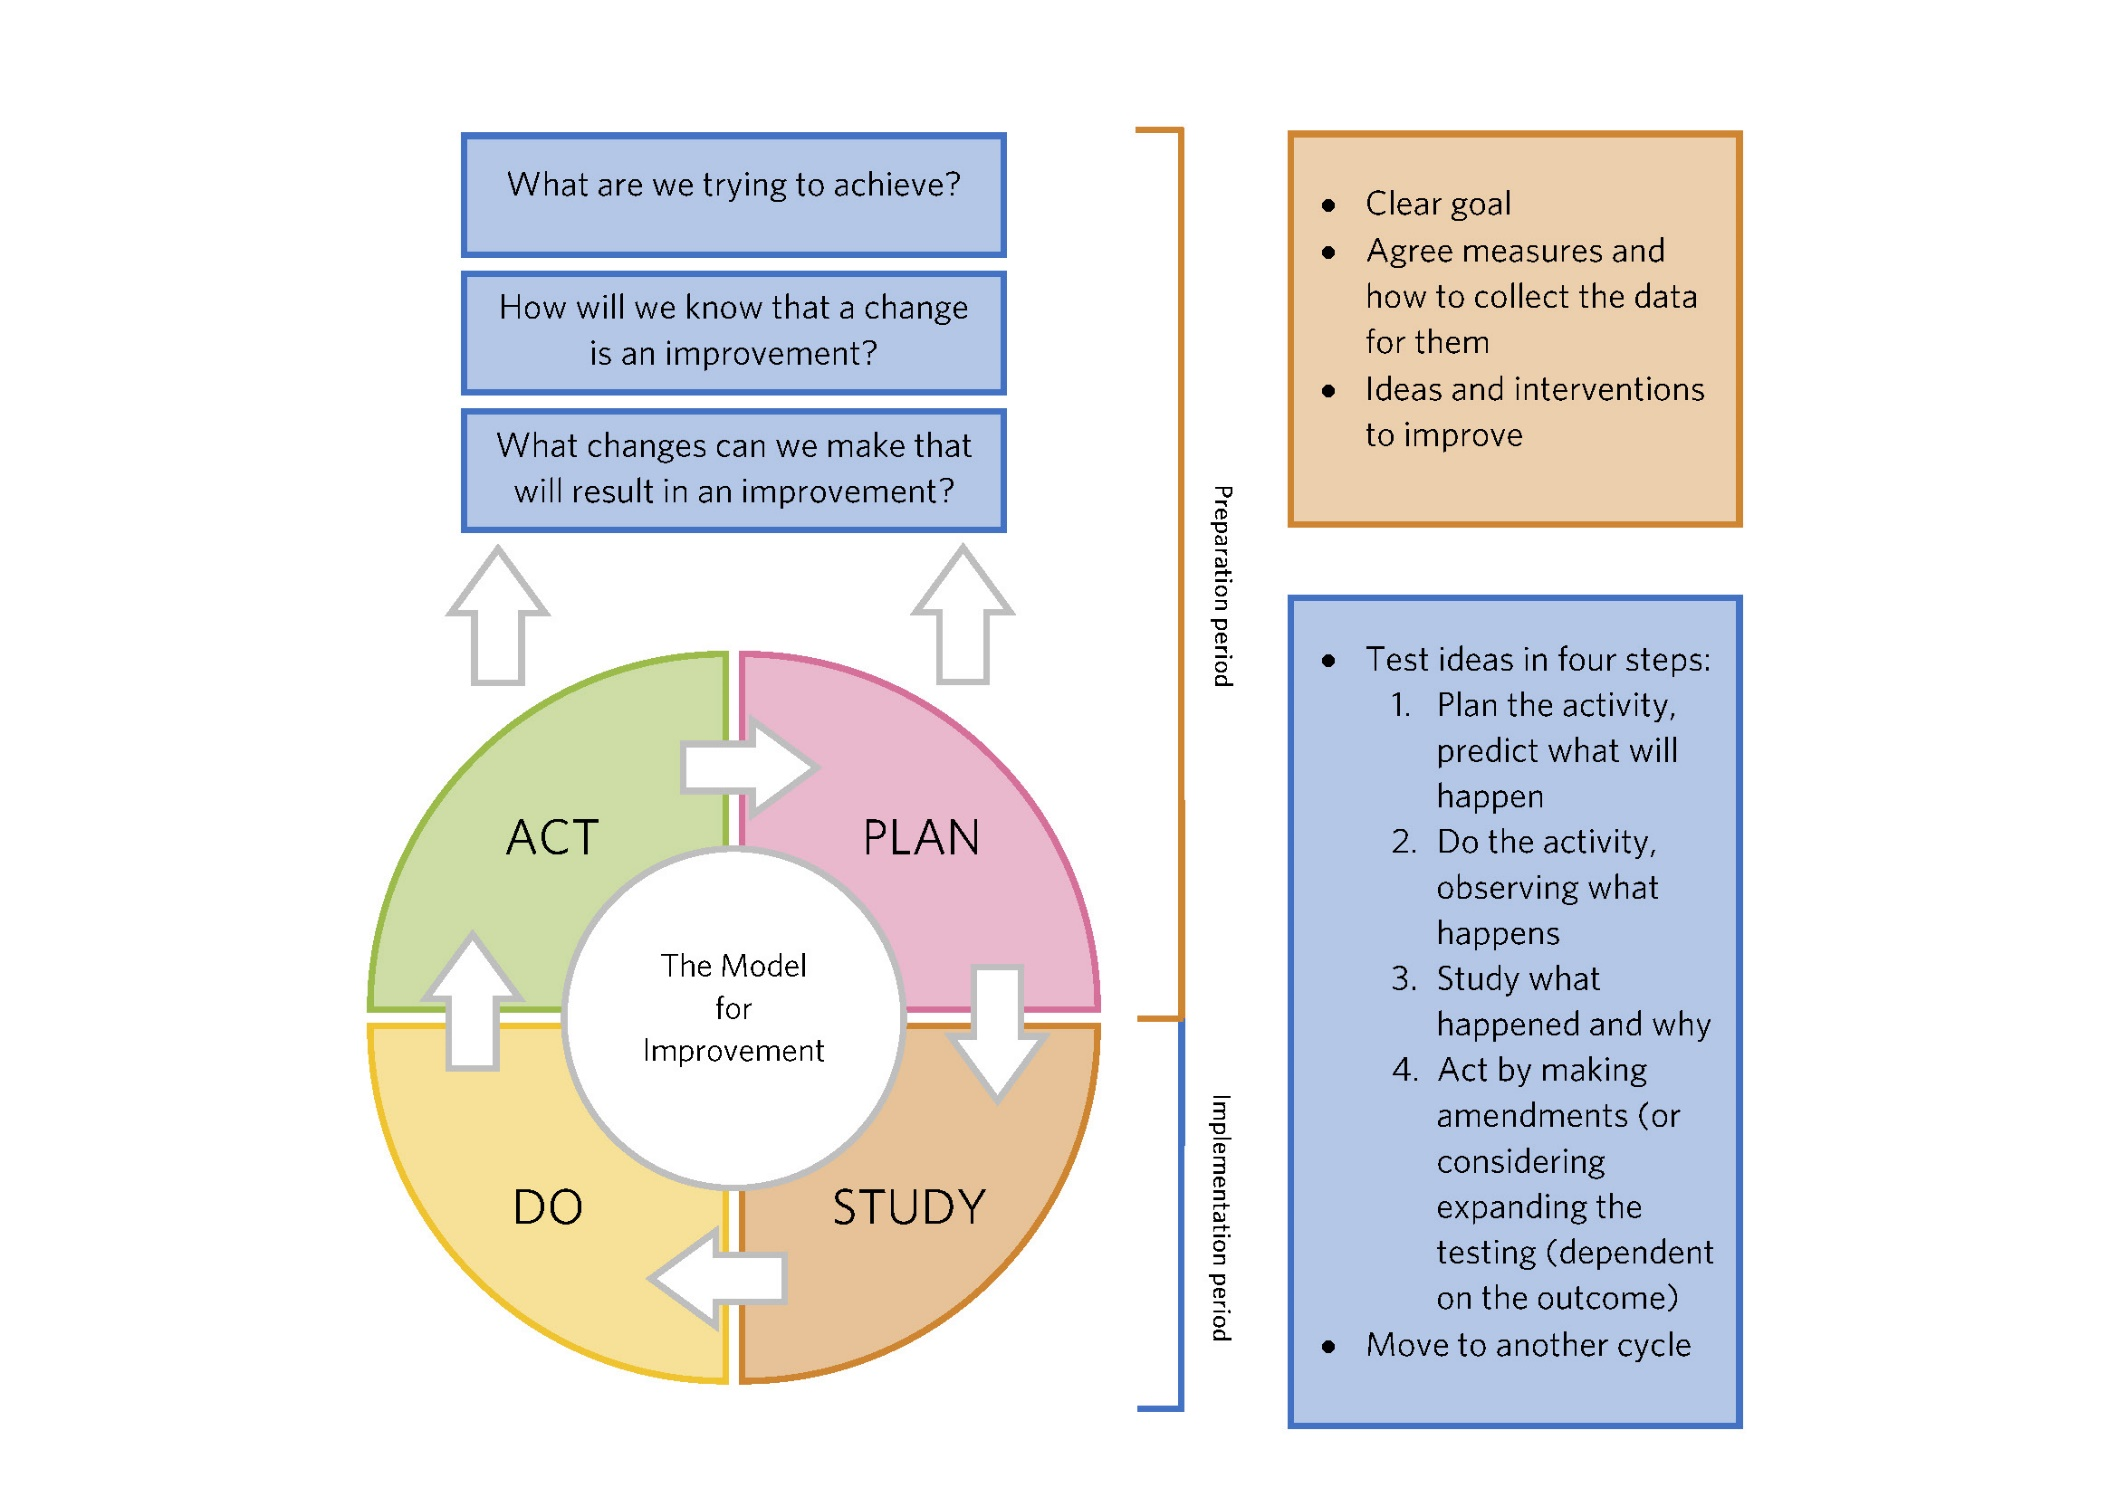 What are we trying to achieve?
How will we know that a change
is an improvement?
What changes can we make that
will result in an improvement?
ACT
PLAN
The Model
for
Improvement
DO
STUDY
Preparation period
Implementation period
• Clear goal
• Agree measures and
how to collect the data
for them
• Ideas and interventions
to improve
• Test ideas in four steps:
1. Plan the activity,
predict what will
happen
2. Do the activity,
observing what
happens
3. Study what
happened and why
4. Act by making
amendments (or
considering
expanding the
testing (dependent
on the outcome)
• Move to another cycle